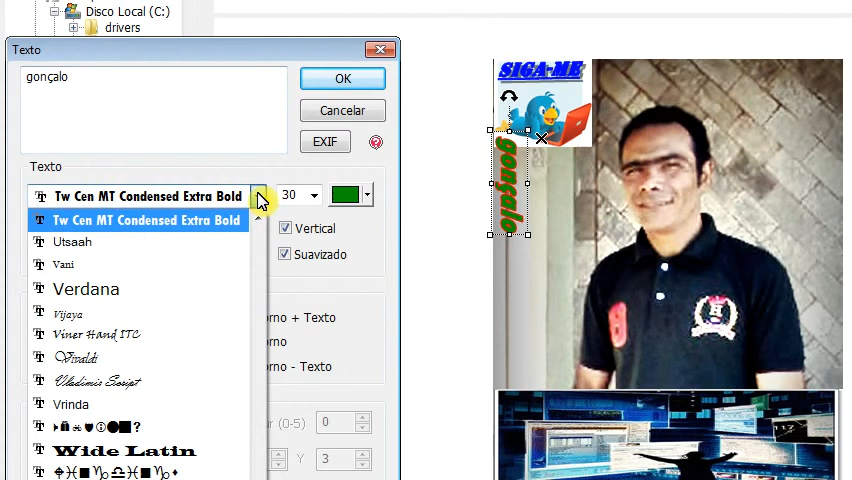 Disco Local (C:)
drivers
Texto
gonçalo
OK
Cancelar
EXIF
Texto
Tw Cen MT Condensed Extra Bold
30
Tw Cen MT Condensed Extra Bold
Utsaah
Vani
Verdana
Vijaya
Viner Hand ITC
Vivaldi
Vladimir Script
Vrinda
Wide Latin
Vertical
Suavizado
orno + Texto
orno
orno - Texto
r (0-5)
0
Y
3
SIGA-ME
gonçalo